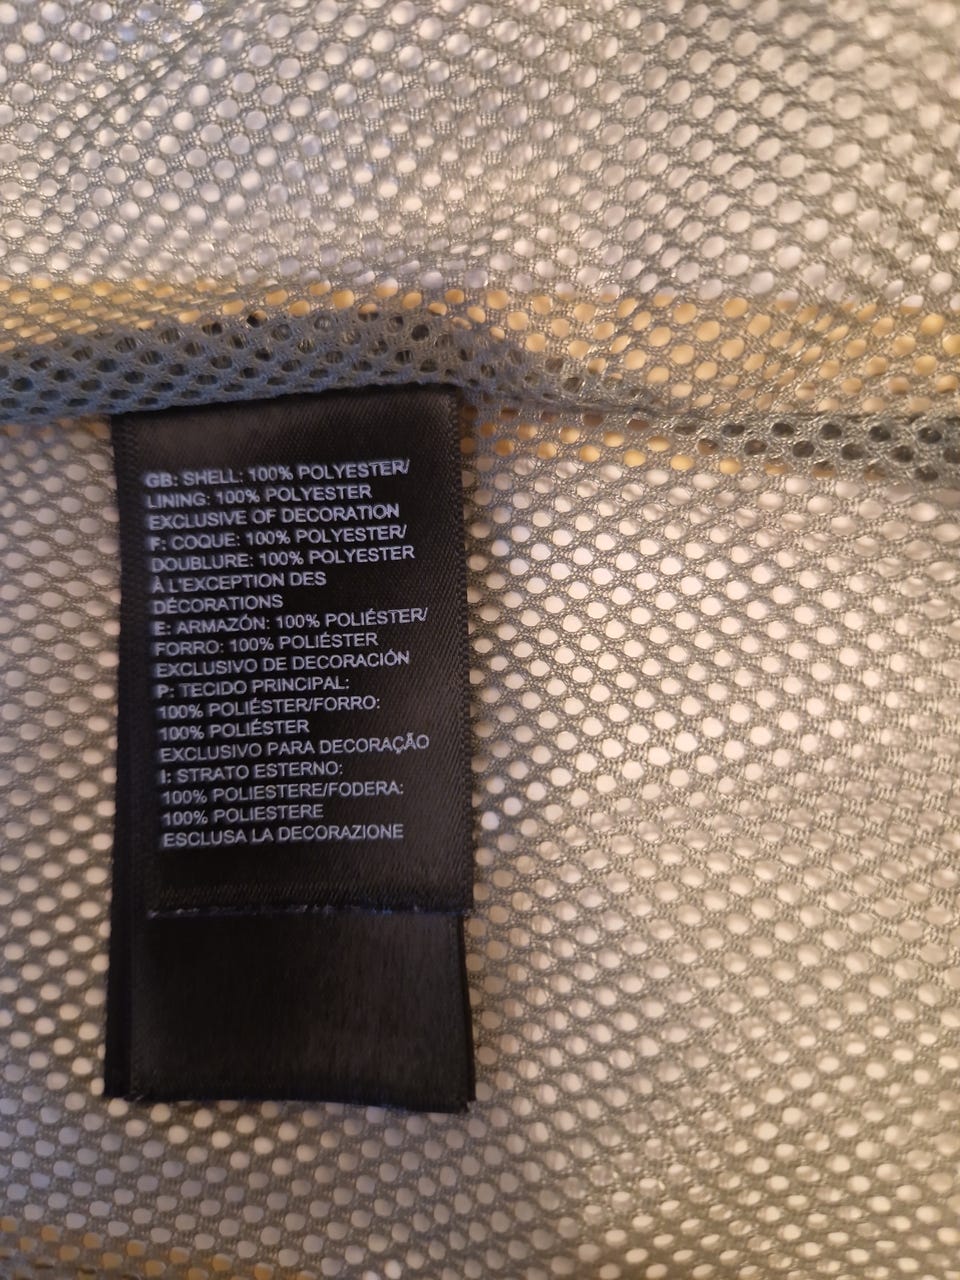 GB: SHELL: 100% POLYESTER/
LINING: 100% POLYESTER
EXCLUSIVE OF DECORATION
F: COQUE: 100% POLYESTER/
DOUBLURE: 100% POLYESTER
À L'EXCEPTION DES
DÉCORATIONS
E: ARMAZÓN: 100% POLIÉSTER/
FORRO: 100% POLIÉSTER
EXCLUSIVO DE DECORACIÓN
P: TECIDO PRINCIPAL:
100% POLIÉSTER/FORRO:
100% POLIÉSTER
EXCLUSIVO PARA DECORAÇÃO
I: STRATO ESTERNO:
100% POLIESTERE/FODERA:
100% POLIESTERE
ESCLUSA LA DECORAZIONE